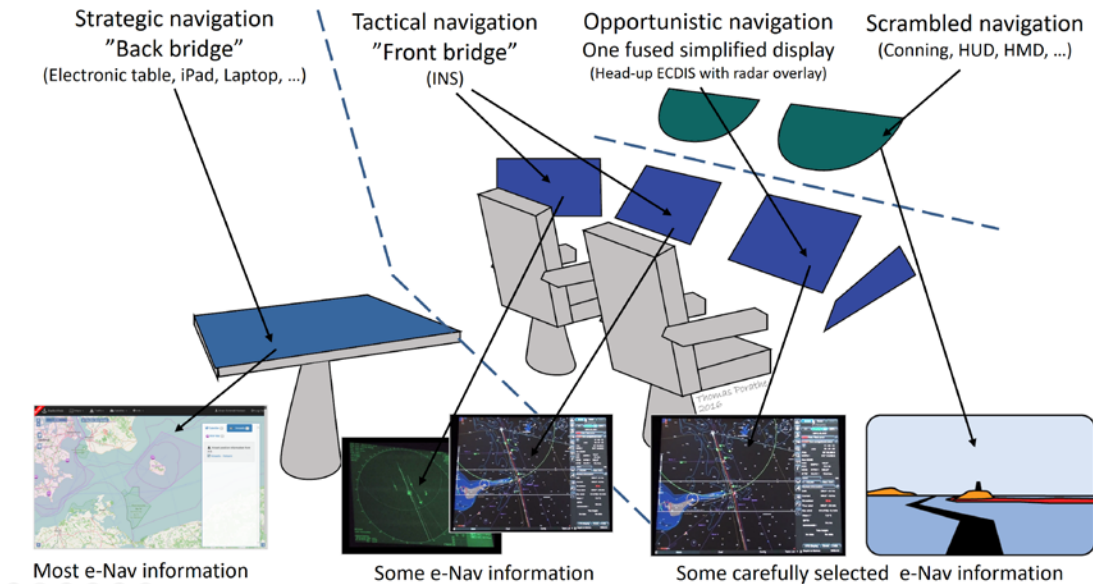 Strategic navigation
”Back bridge”
(Electronic table, iPad, Laptop, ...)
Tactical navigation
”Front bridge”
(INS)
Opportunistic navigation
One fused simplified display
(Head-up ECDIS with radar overlay)
Scrambled navigation
(Conning, HUD, HMD, ...)
Thomas Porathe
2016
Most e-Nav information
Some e-Nav information
Some carefully selected e-Nav information